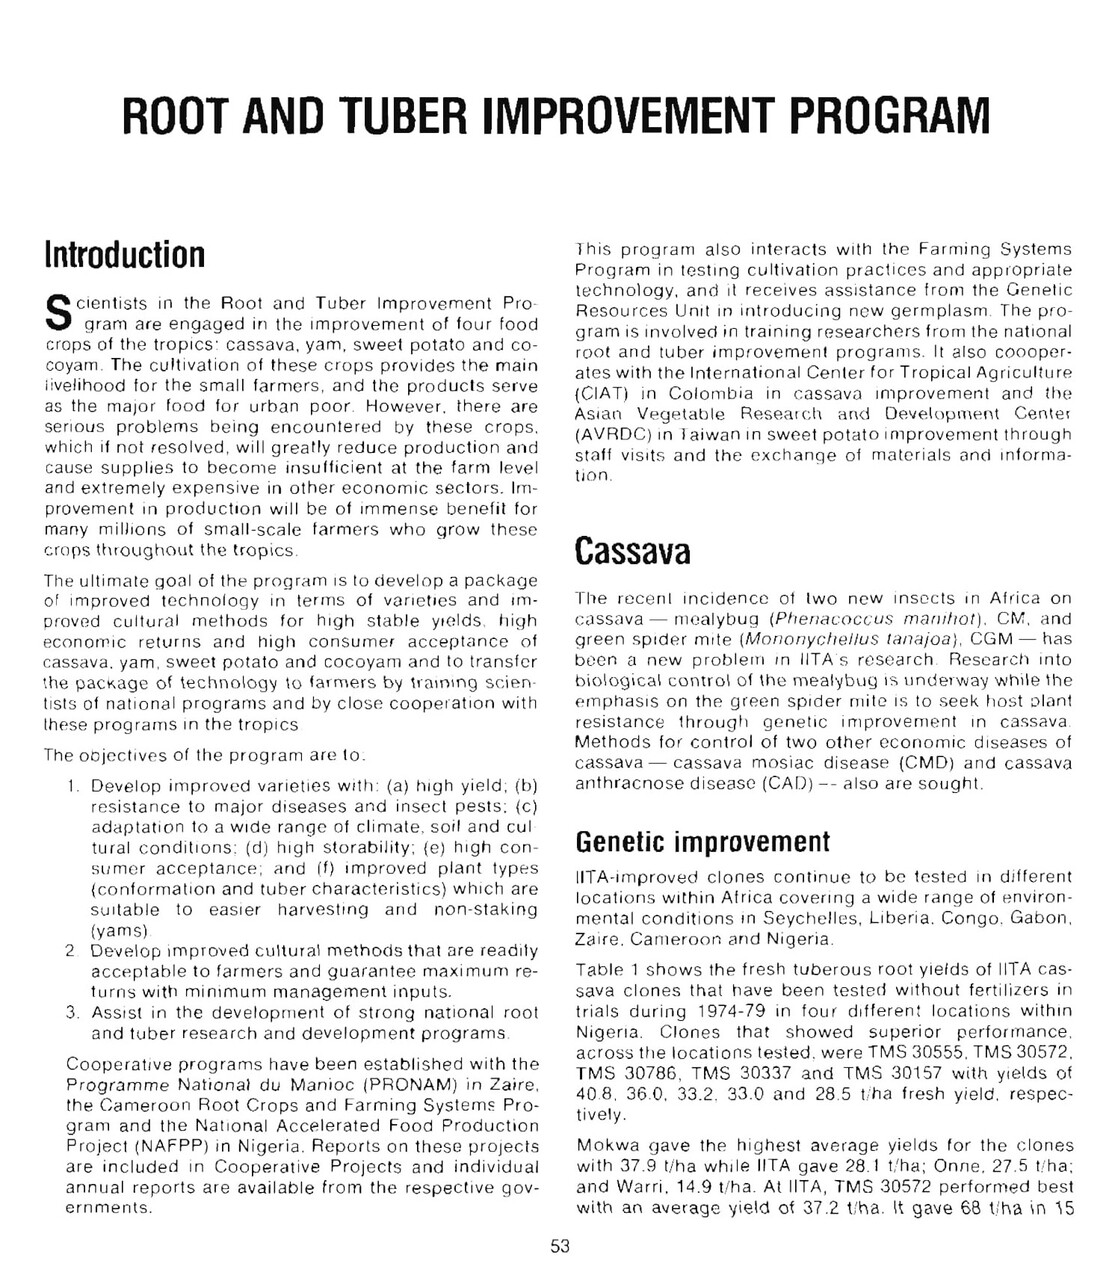 ROOT AND TUBER IMPROVEMENT PROGRAM
Introduction
Scientists in the Root and Tuber Improvement Pro-
gram are engaged in the improvement of four food
crops of the tropics: cassava, yam, sweet potato and co-
coyam. The cultivation of these crops provides the main
livelihood for the small farmers, and the products serve
as the major food for urban poor. However, there are
serious problems being encountered by these crops,
which if not resolved, will greatly reduce production and
cause supplies to become insufficient at the farm level
and extremely expensive in other economic sectors. Im-
provement in production will be of immense benefit for
many millions of small-scale farmers who grow these
crops throughout the tropics.
The ultimate goal of the program is to develop a package
of improved technology in terms of varieties and im-
proved cultural methods for high stable yields, high
economic returns and high consumer acceptance of
cassava, yam, sweet potato and cocoyam and to transfer
the package of technology to farmers by training scien-
tists of national programs and by close cooperation with
these programs in the tropics
The objectives of the program are to:
1. Develop improved varieties with: (a) high yield; (b)
resistance to major diseases and insect pests; (c)
adaptation to a wide range of climate, soil and cul
tural conditions; (d) high storability; (e) high con-
sumer acceptance; and (f) improved plant types
(conformation and tuber characteristics) which are
suitable to easier harvesting and non-staking
(yams)
2 Develop improved cultural methods that are readily
acceptable to farmers and guarantee maximum re-
turns with minimum management inputs.
3. Assist in the development of strong national root
and tuber research and development programs.
Cooperative programs have been established with the
Programme National du Manioc (PRONAM) in Zaire,
the Cameroon Root Crops and Farming Systems Pro-
gram and the National Accelerated Food Production
Project (NAFPP) in Nigeria. Reports on these projects
are included in Cooperative Projects and individual
annual reports are available from the respective gov-
ernments.
This program also interacts with the Farming Systems
Program in testing cultivation practices and appropriate
technology, and it receives assistance from the Genetic
Resources Unit in introducing new germplasm. The pro-
gram is involved in training researchers from the national
root and tuber improvement programs. It also coooper-
ates with the International Center for Tropical Agriculture
(CIAT) in Colombia in cassava improvement and the
Asian Vegetable Research and Development Center
(AVRDC) in Taiwan in sweet potato improvement through
staff visits and the exchange of materials and informa-
tion.
Cassava
The recent incidence of two new insects in Africa on
cassava — mealybug (Phenacoccus manihot), CM, and
green spider mite (Mononychellus tanajoa), CGM — has
been a new problem in IITA's research. Research into
biological control of the mealybug is underway while the
emphasis on the green spider mite is to seek host plant
resistance through genetic improvement in cassava.
Methods for control of two other economic diseases of
cassava — cassava mosiac disease (CMD) and cassava
anthracnose disease (CAD) -- also are sought.
Genetic improvement
IITA-improved clones continue to be tested in different
locations within Africa covering a wide range of environ-
mental conditions in Seychelles, Liberia, Congo, Gabon,
Zaire, Cameroon and Nigeria.
Table 1 shows the fresh tuberous root yields of IITA cas-
sava clones that have been tested without fertilizers in
trials during 1974-79 in four different locations within
Nigeria. Clones that showed superior performance,
across the locations tested, were TMS 30555, TMS 30572,
TMS 30786, TMS 30337 and TMS 30157 with yields of
40.8, 36.0, 33.2, 33.0 and 28.5 t/ha fresh yield, respec-
tively.
Mokwa gave the highest average yields for the clones
with 37.9 t/ha while IITA gave 28.1 t/ha; Onne, 27.5 t/ha;
and Warri, 14.9 t/ha. At IITA, TMS 30572 performed best
with an average yield of 37.2 t/ha. It gave 68 t/ha in 15
53